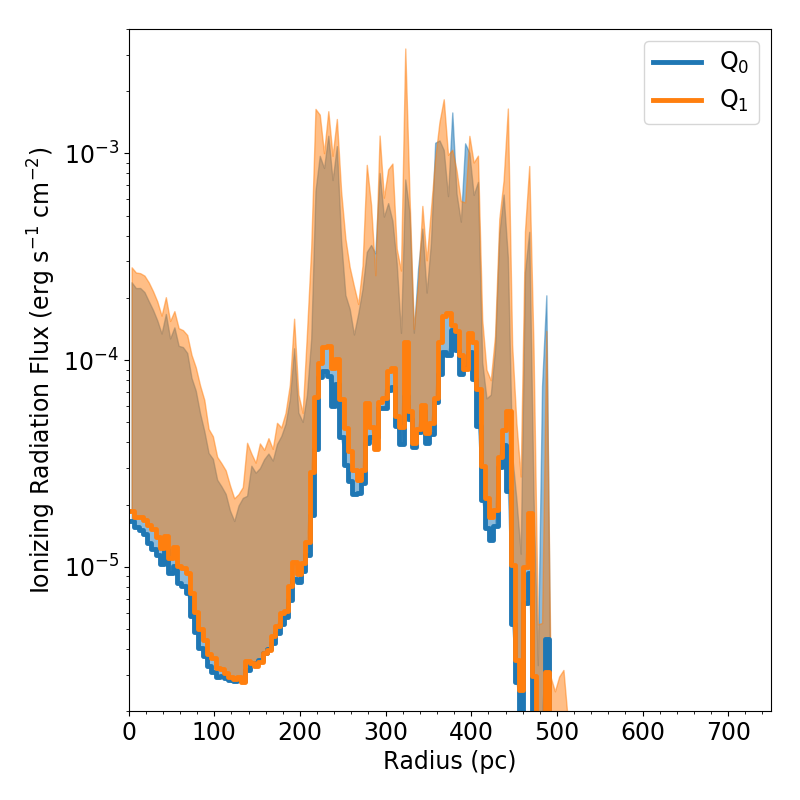 Q₀
Q₁
10⁻³
10⁻⁴
10⁻⁵
Ionizing Radiation Flux (erg s⁻¹ cm⁻²)
0 100 200 300 400 500 600 700
Radius (pc)